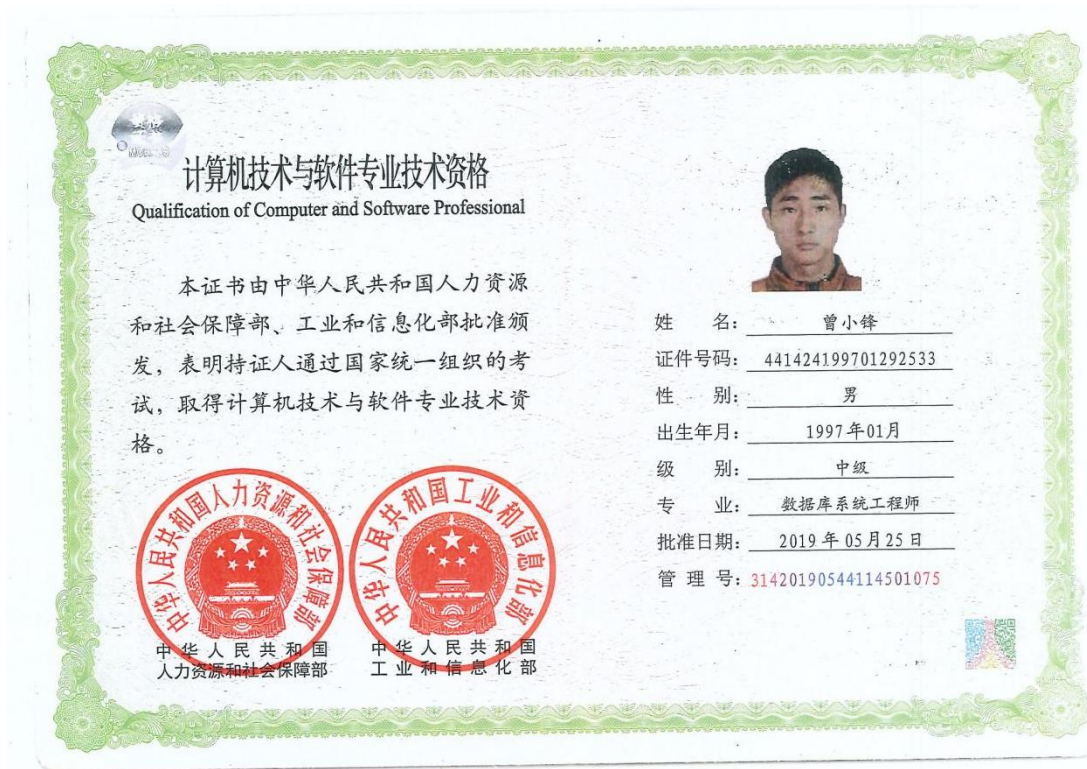 计算机技术与软件专业技术资格
Qualification of Computer and Software Professional
本证书由中华人民共和国人力资源
和社会保障部、工业和信息化部批准颁
发，表明持证人通过国家统一组织的考
试，取得计算机技术与软件专业技术资
格。
中华人民共和国人力资源和社会保障部
中华人民共和国工业和信息化部
中华人民共和国
人力资源和社会保障部
中华人民共和国
工业和信息化部
姓 名： 曾小锋
证件号码： 441424199701292533
性 别： 男
出生年月： 1997年01月
级 别： 中级
专 业： 数据库系统工程师
批准日期： 2019年05月25日
管 理 号： 31420190544114501075